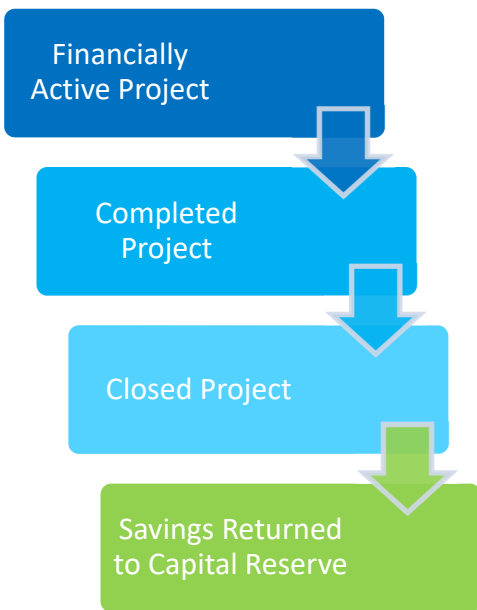 Financially
Active Project
Completed
Project
Closed Project
Savings Returned
to Capital Reserve